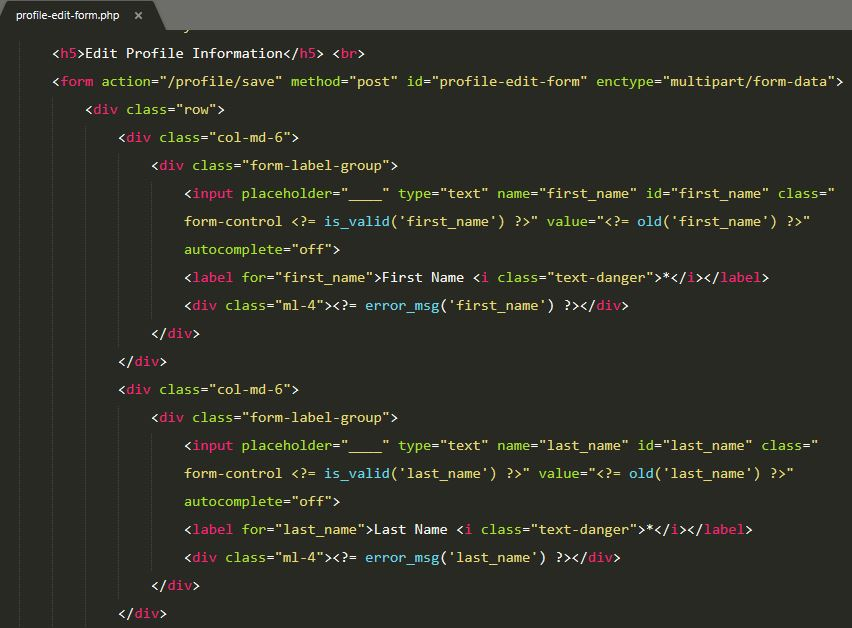 profile-edit-form.php ×
<h5>Edit Profile Information</h5> <br>
<form action="/profile/save" method="post" id="profile-edit-form" enctype="multipart/form-data">
<div class="row">
<div class="col-md-6">
<div class="form-label-group">
<input placeholder="____" type="text" name="first_name" id="first_name" class="
form-control <?= is_valid('first_name') ?>" value="<?= old('first_name') ?>"
autocomplete="off">
<label for="first_name">First Name <i class="text-danger">*</i></label>
<div class="ml-4"><?= error_msg('first_name') ?></div>
</div>
</div>
<div class="col-md-6">
<div class="form-label-group">
<input placeholder="____" type="text" name="last_name" id="last_name" class="
form-control <?= is_valid('last_name') ?>" value="<?= old('last_name') ?>"
autocomplete="off">
<label for="last_name">Last Name <i class="text-danger">*</i></label>
<div class="ml-4"><?= error_msg('last_name') ?></div>
</div>
</div>